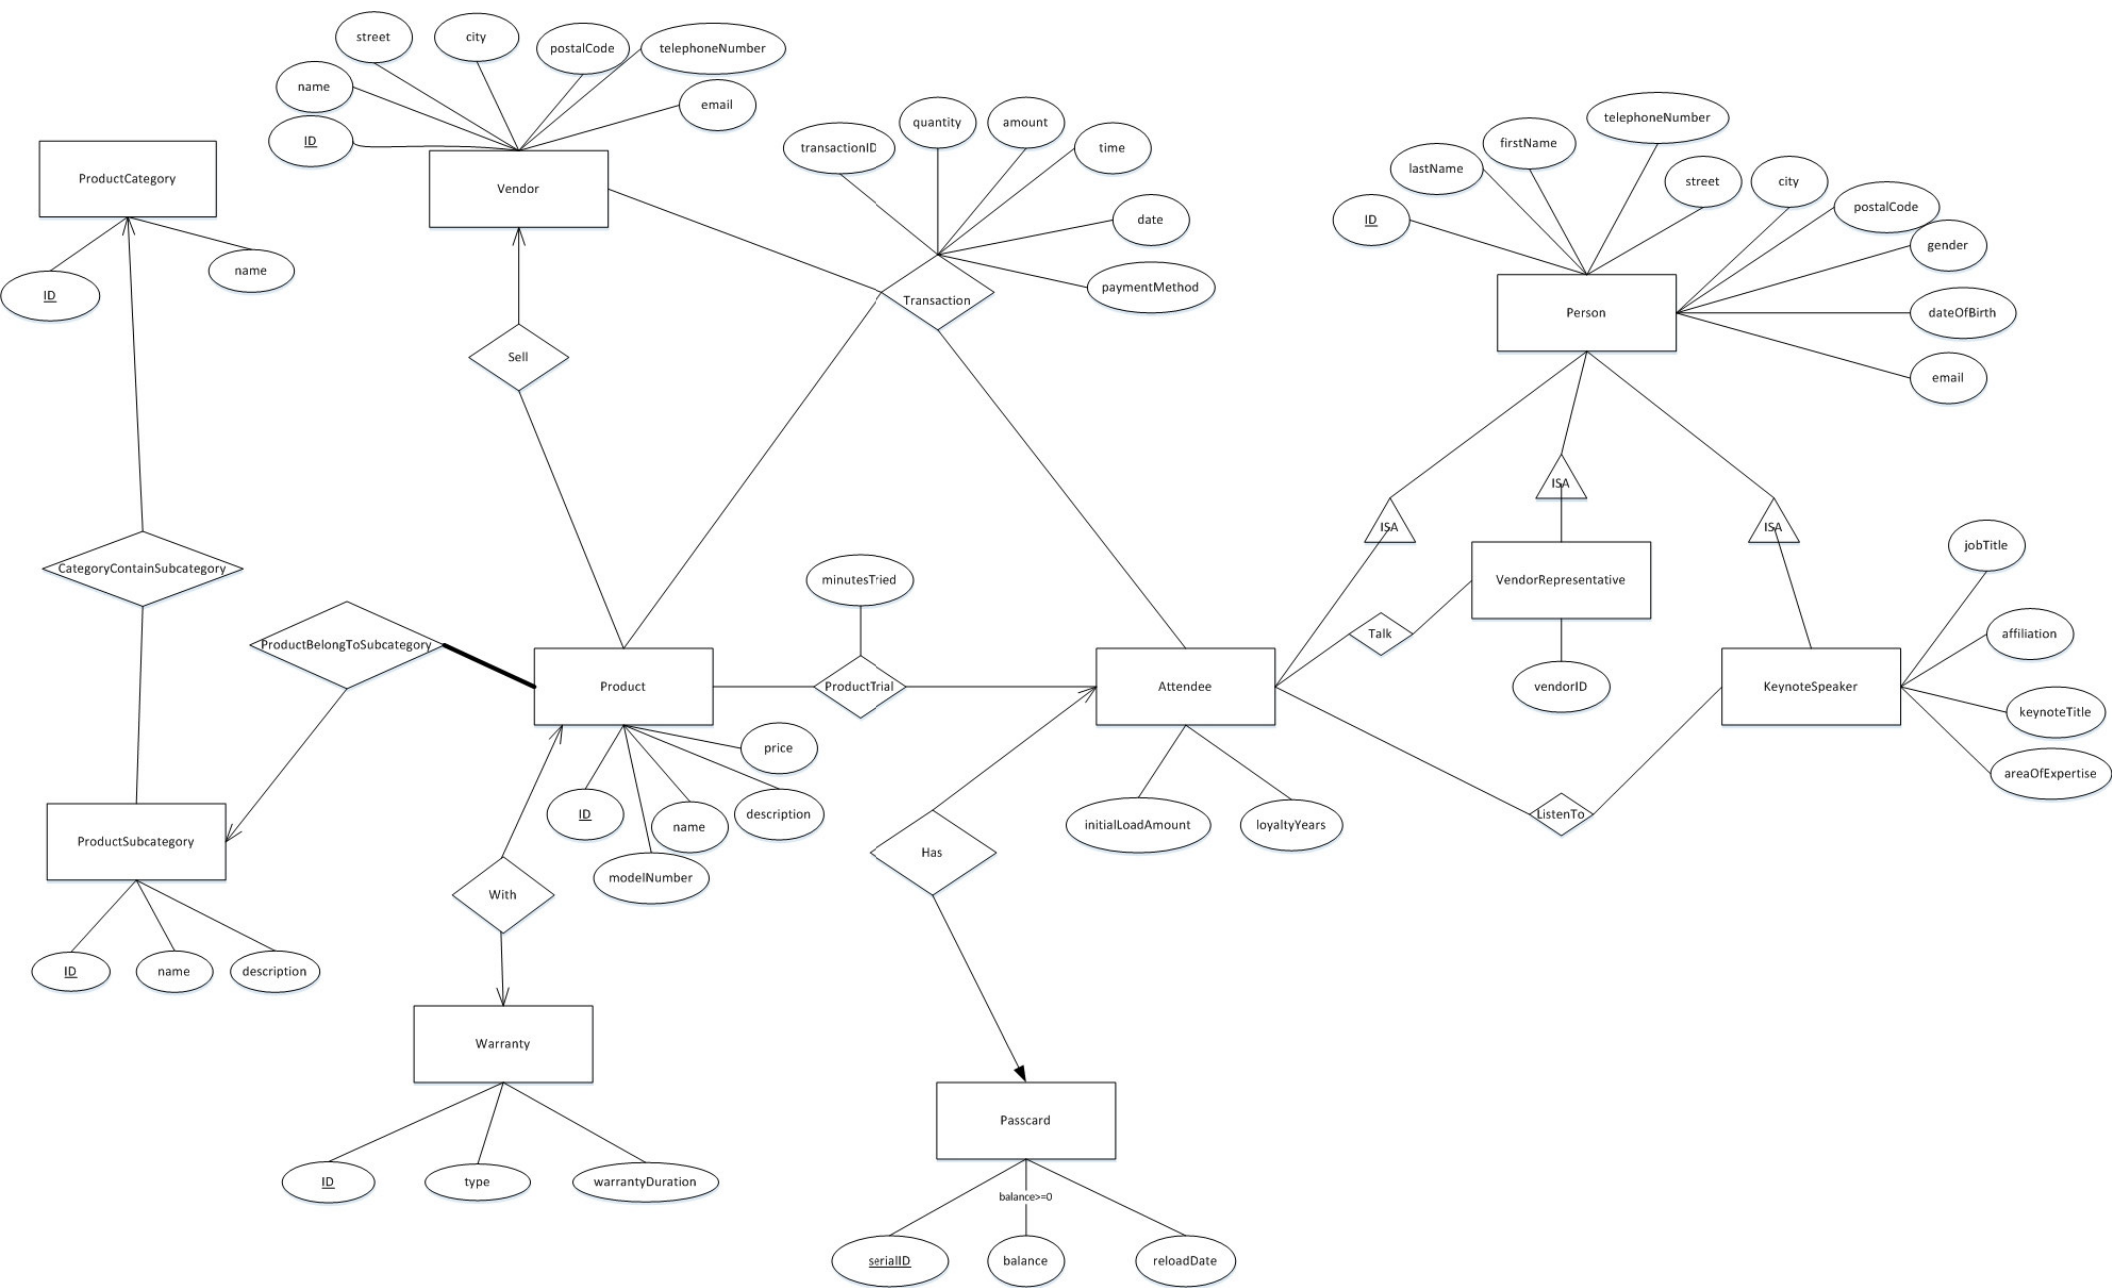 street
city
postalCode
telephoneNumber
name
email
ID
Vendor
ProductCategory
ID
name
transactionID
quantity
amount
time
date
paymentMethod
Transaction
telephoneNumber
firstName
lastName
street
city
postalCode
ID
gender
Person
dateOfBirth
email
Sell
ISA
ISA
ISA
CategoryContainSubcategory
minutesTried
VendorRepresentative
jobTitle
ProductBelongToSubcategory
Talk
affiliation
Product
ProductTrial
Attendee
vendorID
KeynoteSpeaker
keynoteTitle
price
areaOfExpertise
ID
name
description
modelNumber
initialLoadAmount
loyaltyYears
ListenTo
ProductSubcategory
Has
With
ID
name
description
Warranty
Passcard
ID
type
warrantyDuration
balance>=0
serialID
balance
reloadDate